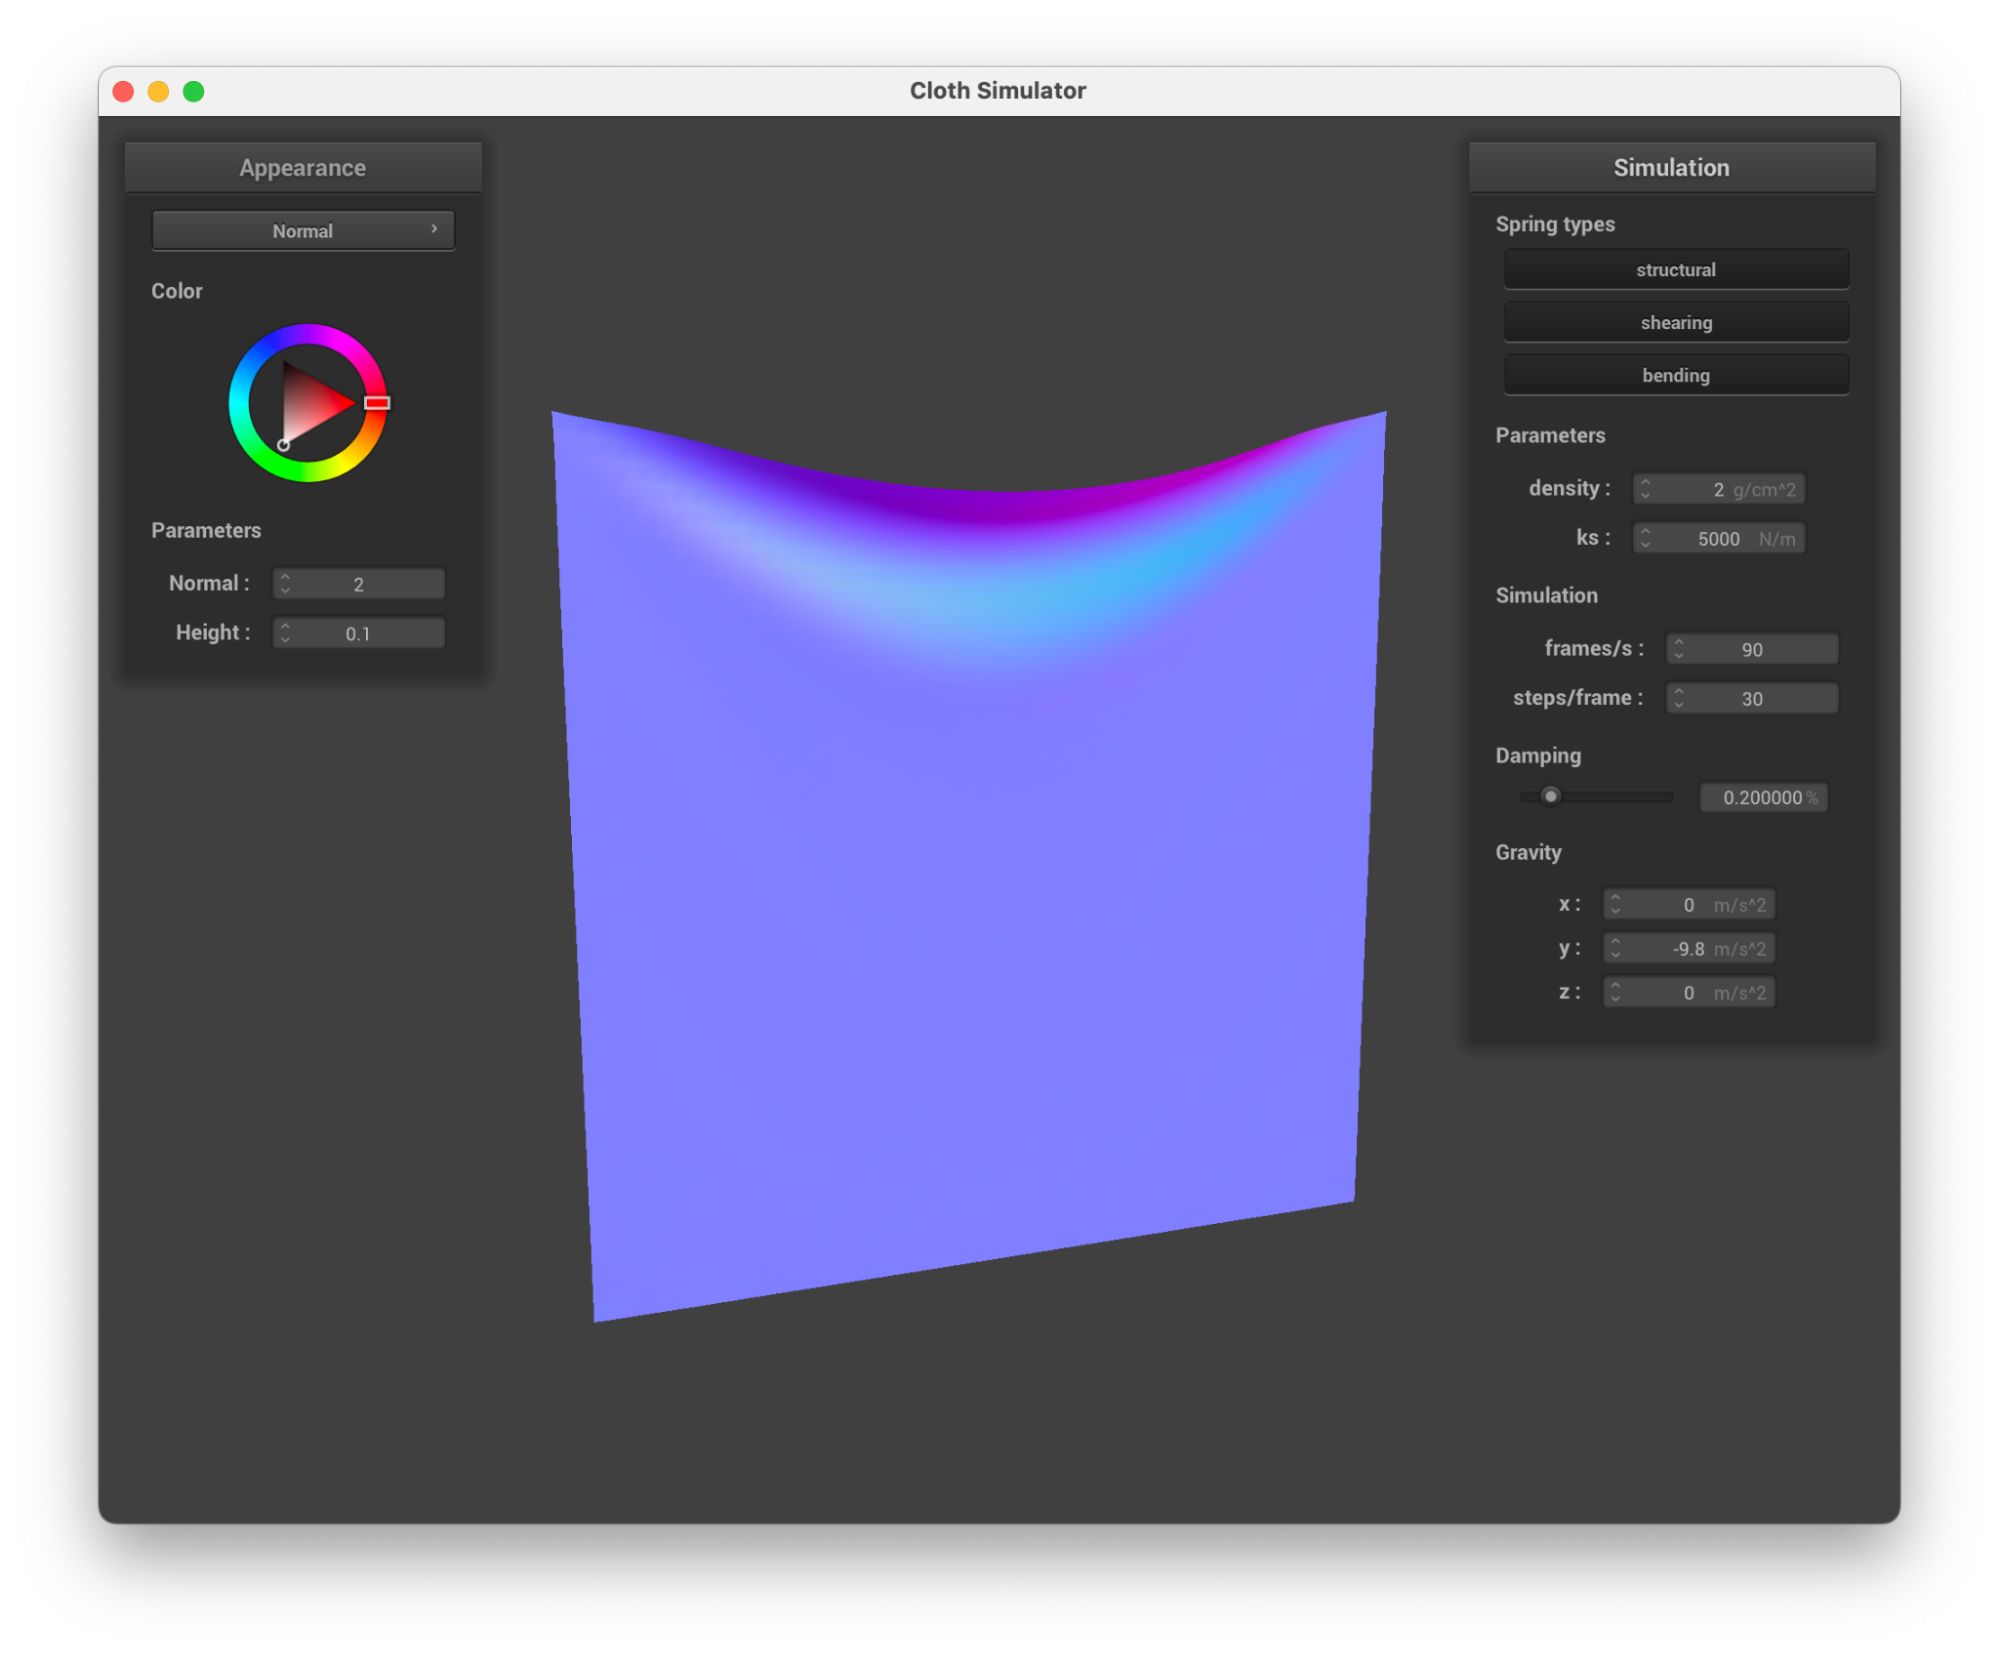 Cloth Simulator
Appearance
Normal
Color
Parameters
Normal : 2
Height : 0.1
Simulation
Spring types
structural
shearing
bending
Parameters
density : 2 g/cm^2
ks : 5000 N/m
Simulation
frames/s : 90
steps/frame : 30
Damping
0.200000 %
Gravity
x : 0 m/s^2
y : -9.8 m/s^2
z : 0 m/s^2